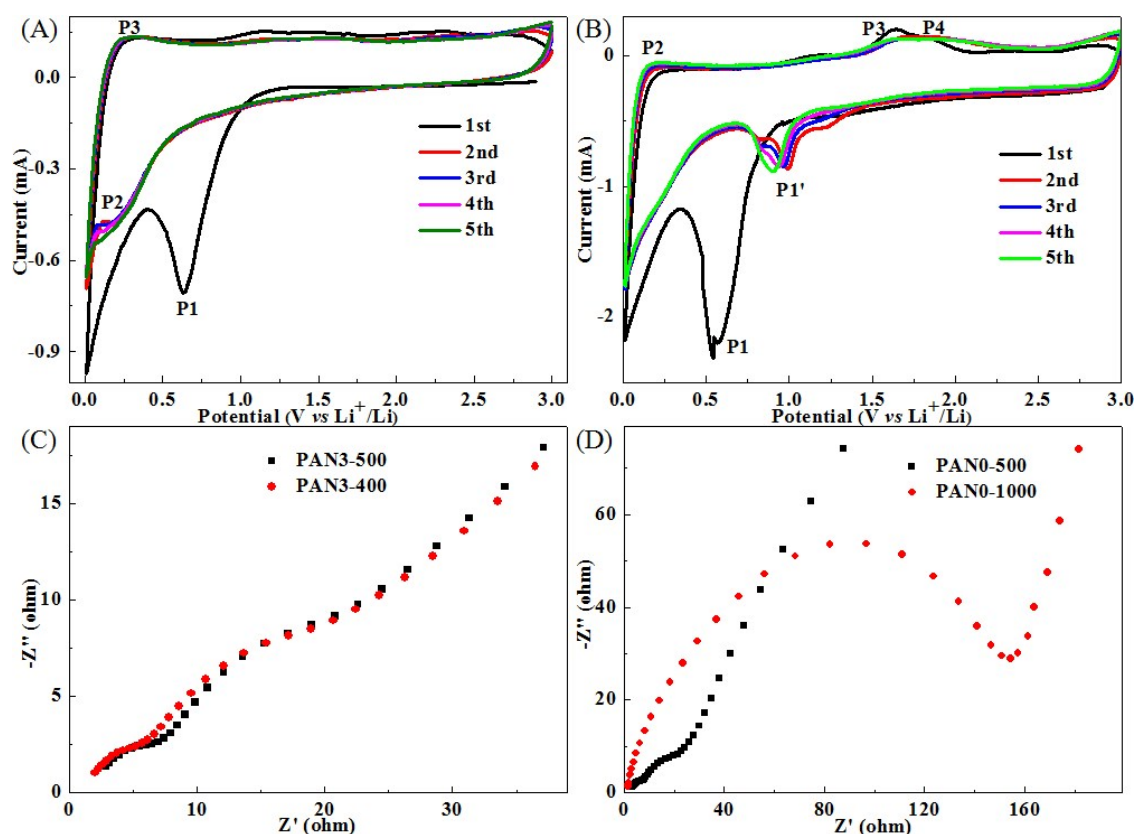 (A)
P3
0.0
-0.3
-0.6
-0.9
Current (mA)
1st
2nd
3rd
4th
5th
P2
P1
0.0 0.5 1.0 1.5 2.0 2.5 3.0
Potential (V vs Li+/Li)
(B)
P3 P4
P2
0
-1
-2
Current (mA)
P1'
1st
2nd
3rd
4th
5th
P1
0.0 0.5 1.0 1.5 2.0 2.5 3.0
Potential (V vs Li+/Li)
(C)
PAN3-500
PAN3-400
15
10
5
0
-Z'' (ohm)
0 10 20 30
Z' (ohm)
(D)
PAN0-500
PAN0-1000
60
40
20
0
-Z'' (ohm)
0 40 80 120 160
Z' (ohm)